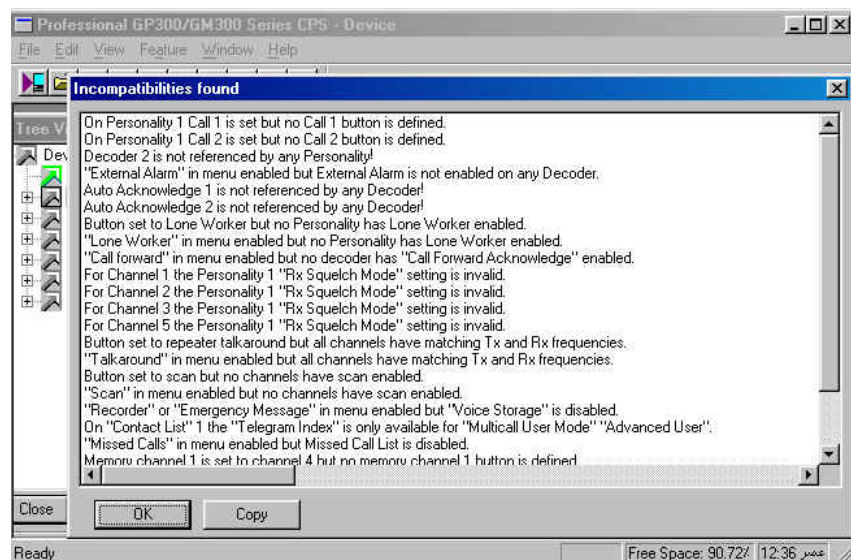 Professional GP300/GM300 Series CPS - Device
File Edit View Feature Window Help
Incompatibilities found
Tree V
Dev
On Personality 1 Call 1 is set but no Call 1 button is defined.
On Personality 1 Call 2 is set but no Call 2 button is defined.
Decoder 2 is not referenced by any Personality!
"External Alarm" in menu enabled but External Alarm is not enabled on any Decoder.
Auto Acknowledge 1 is not referenced by any Decoder!
Auto Acknowledge 2 is not referenced by any Decoder!
Button set to Lone Worker but no Personality has Lone Worker enabled.
"Lone Worker" in menu enabled but no Personality has Lone Worker enabled.
"Call forward" in menu enabled but no decoder has "Call Forward Acknowledge" enabled.
For Channel 1 the Personality 1 "Rx Squelch Mode" setting is invalid.
For Channel 2 the Personality 1 "Rx Squelch Mode" setting is invalid.
For Channel 3 the Personality 1 "Rx Squelch Mode" setting is invalid.
For Channel 5 the Personality 1 "Rx Squelch Mode" setting is invalid.
Button set to repeater talkaround but all channels have matching Tx and Rx frequencies.
"Talkaround" in menu enabled but all channels have matching Tx and Rx frequencies.
Button set to scan but no channels have scan enabled.
"Scan" in menu enabled but no channels have scan enabled.
"Recorder" or "Emergency Message" in menu enabled but "Voice Storage" is disabled.
On "Contact List" 1 the "Telegram Index" is only available for "Multicall User Mode" "Advanced User".
"Missed Calls" in menu enabled but Missed Call List is disabled.
Memory channel 1 is set to channel 4 but no memory channel 1 button is defined
Close
OK Copy
Ready Free Space: 90.72% 12:36 عصر